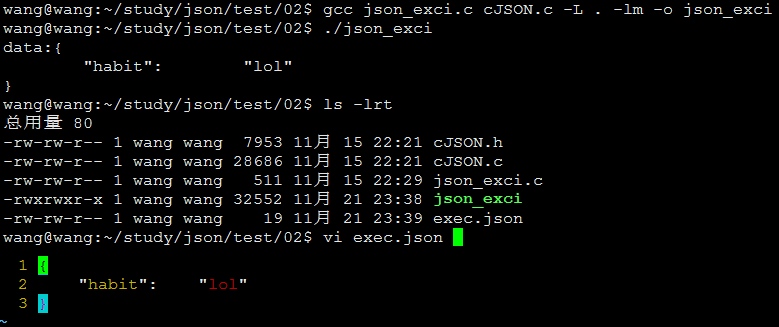 wang@wang:~/study/json/test/02$ gcc json_exci.c cJSON.c -L . -lm -o json_exci
wang@wang:~/study/json/test/02$ ./json_exci
data:{
        "habit":        "lol"
}
wang@wang:~/study/json/test/02$ ls -lrt
总用量 80
-rw-rw-r-- 1 wang wang  7953 11月 15 22:21 cJSON.h
-rw-rw-r-- 1 wang wang 28686 11月 15 22:21 cJSON.c
-rw-rw-r-- 1 wang wang   511 11月 15 22:29 json_exci.c
-rwxrwxr-x 1 wang wang 32552 11月 21 23:38 json_exci
-rw-rw-r-- 1 wang wang    19 11月 21 23:39 exec.json
wang@wang:~/study/json/test/02$ vi exec.json
  1 {
  2     "habit":    "lol"
  3 }
~